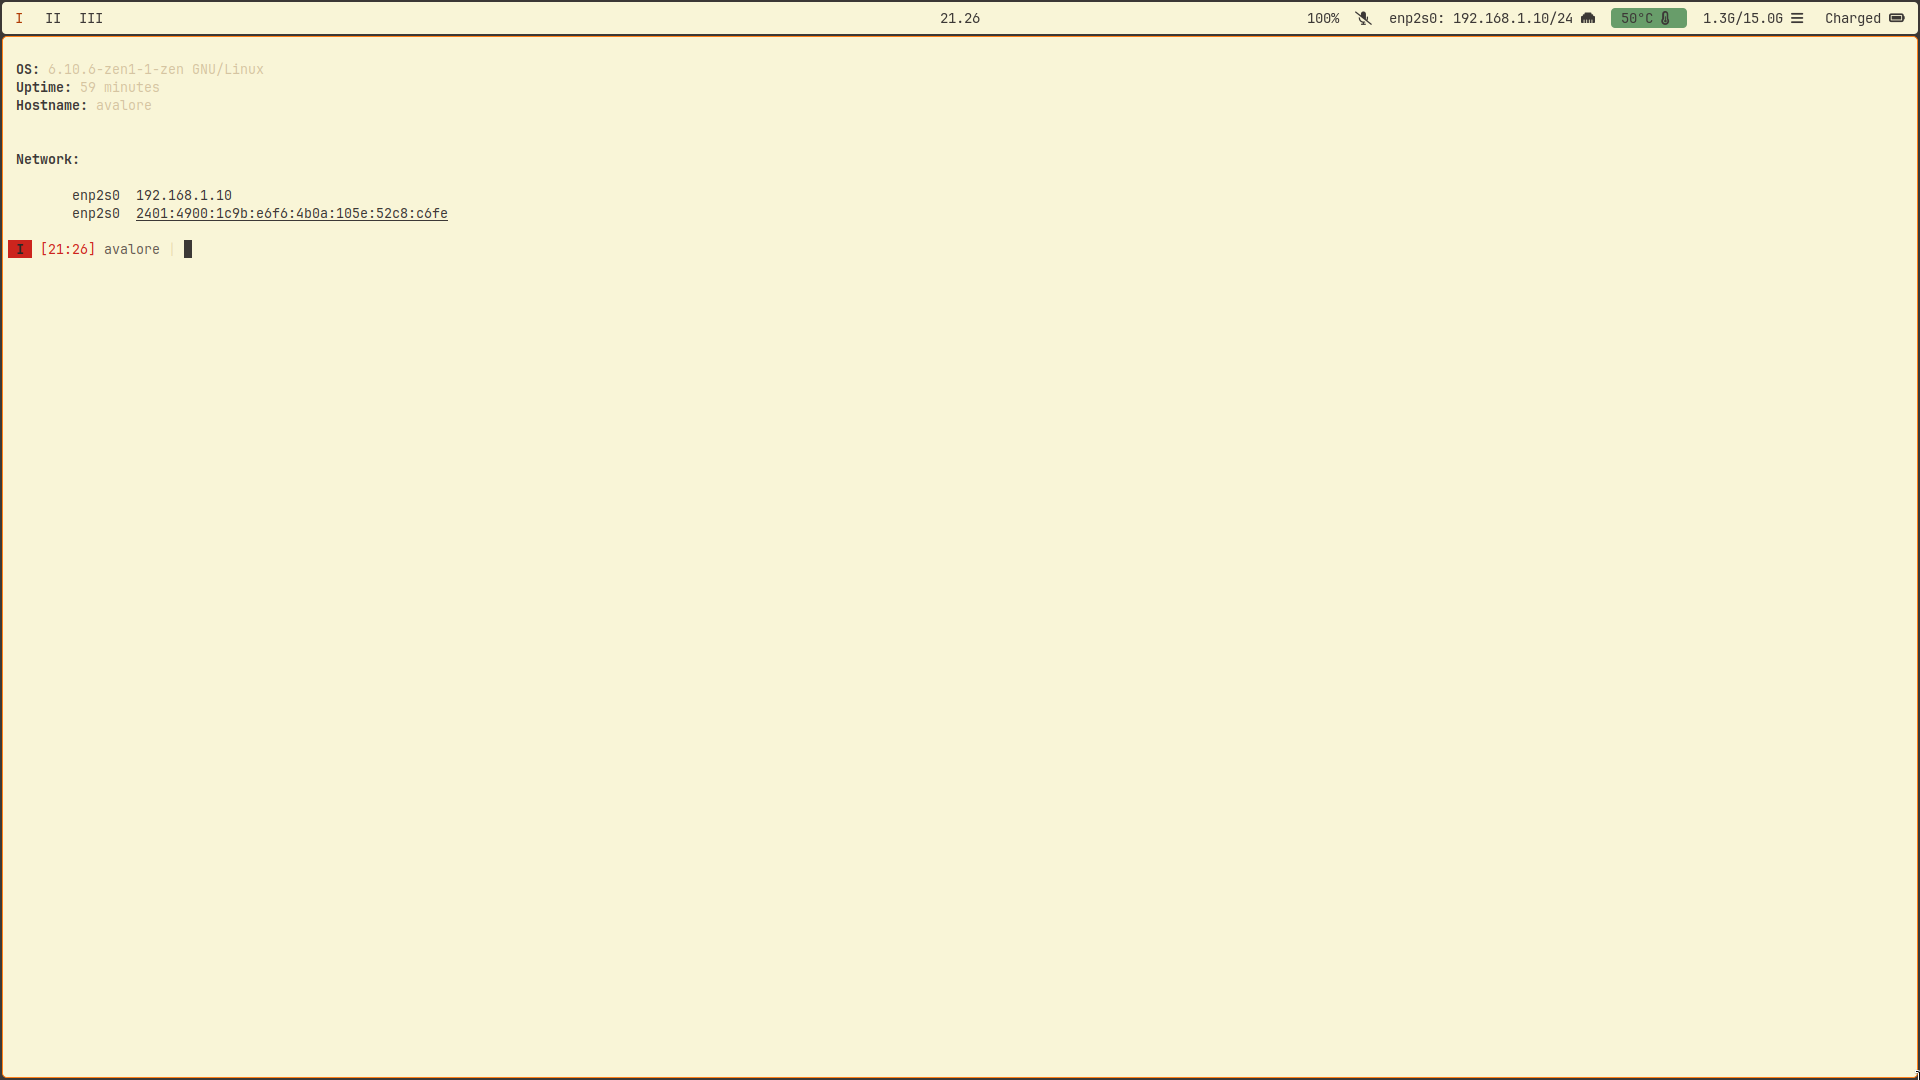 I II III 21.26 100% enp2s0: 192.168.1.10/24 50°C 1.3G/15.0G Charged
OS: 6.10.6-zen1-1-zen GNU/Linux
Uptime: 59 minutes
Hostname: avalore
Network:
enp2s0 192.168.1.10
enp2s0 2401:4900:1c9b:e6f6:4b0a:105e:52c8:c6fe
I [21:26] avalore |